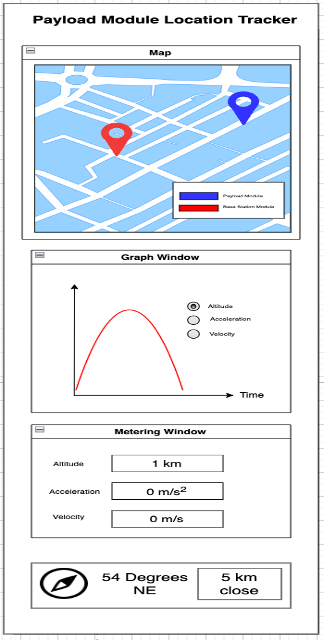 Payload Module Location Tracker
Map
Payload Module
Base Station Module
Graph Window
Altitude
Acceleration
Velocity
Time
Metering Window
Altitude
1 km
Acceleration
0 m/s²
Velocity
0 m/s
54 Degrees
NE
5 km
close